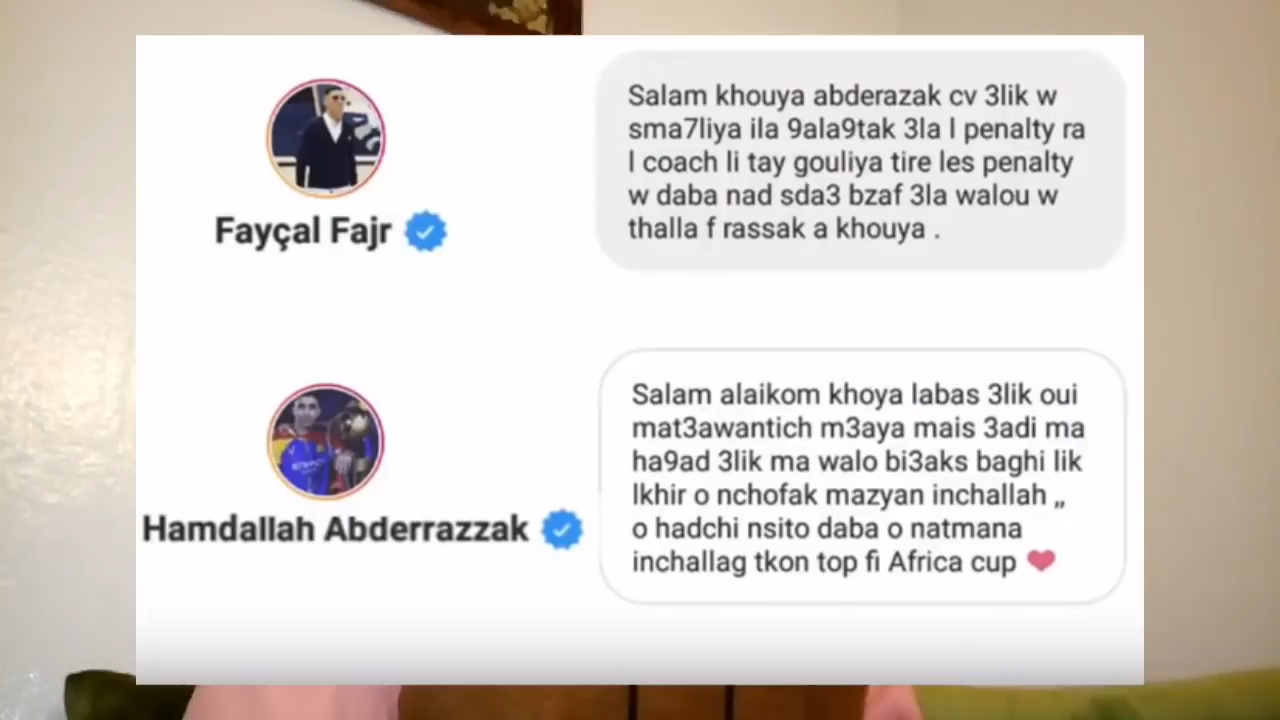 Fayçal Fajr
Salam khouya abderazak cv 3lik w
sma7liya ila 9ala9tak 3la l penalty ra
l coach li tay gouliya tire les penalty
w daba nad sda3 bzaf 3la walou w
thalla f rassak a khouya .
Hamdallah Abderrazzak
Salam alaikom khoya labas 3lik oui
mat3awantich m3aya mais 3adi ma
ha9ad 3lik ma walo bi3aks baghi lik
lkhir o nchofak mazyan inchallah „
o hadchi nsito daba o natmana
inchallag tkon top fi Africa cup ❤